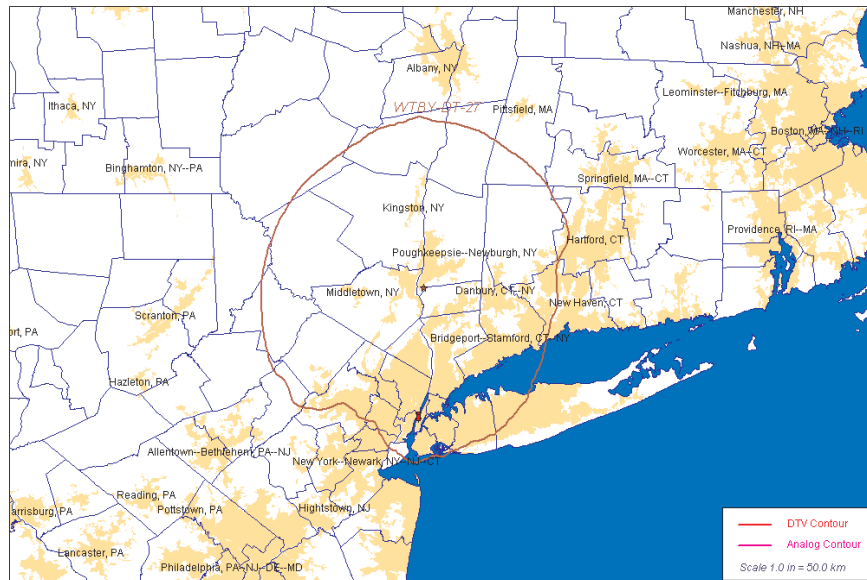 Manchester, NH
Nashua, NH--MA
Albany, NY
Leominster--Fitchburg, MA
Ithaca, NY
WTBY-DT-27
Pittsfield, MA
Boston, MA--NH--RI
Worcester, MA--CT
mira, NY
Binghamton, NY--PA
Springfield, MA--CT
Kingston, NY
Providence, RI--MA
Hartford, CT
Poughkeepsie--Newburgh, NY
Middletown, NY
Danbury, CT--NY
New Haven, CT
Scranton, PA
ort, PA
Bridgeport--Stamford, CT--NY
Hazleton, PA
Allentown--Bethlehem, PA--NJ
New York--Newark, NY--NJ--CT
Reading, PA
Hightstown, NJ
Pottstown, PA
arrisburg, PA
DTV Contour
Analog Contour
Lancaster, PA
Philadelphia, PA--NJ--DE--MD
Scale 1.0 in = 50.0 km